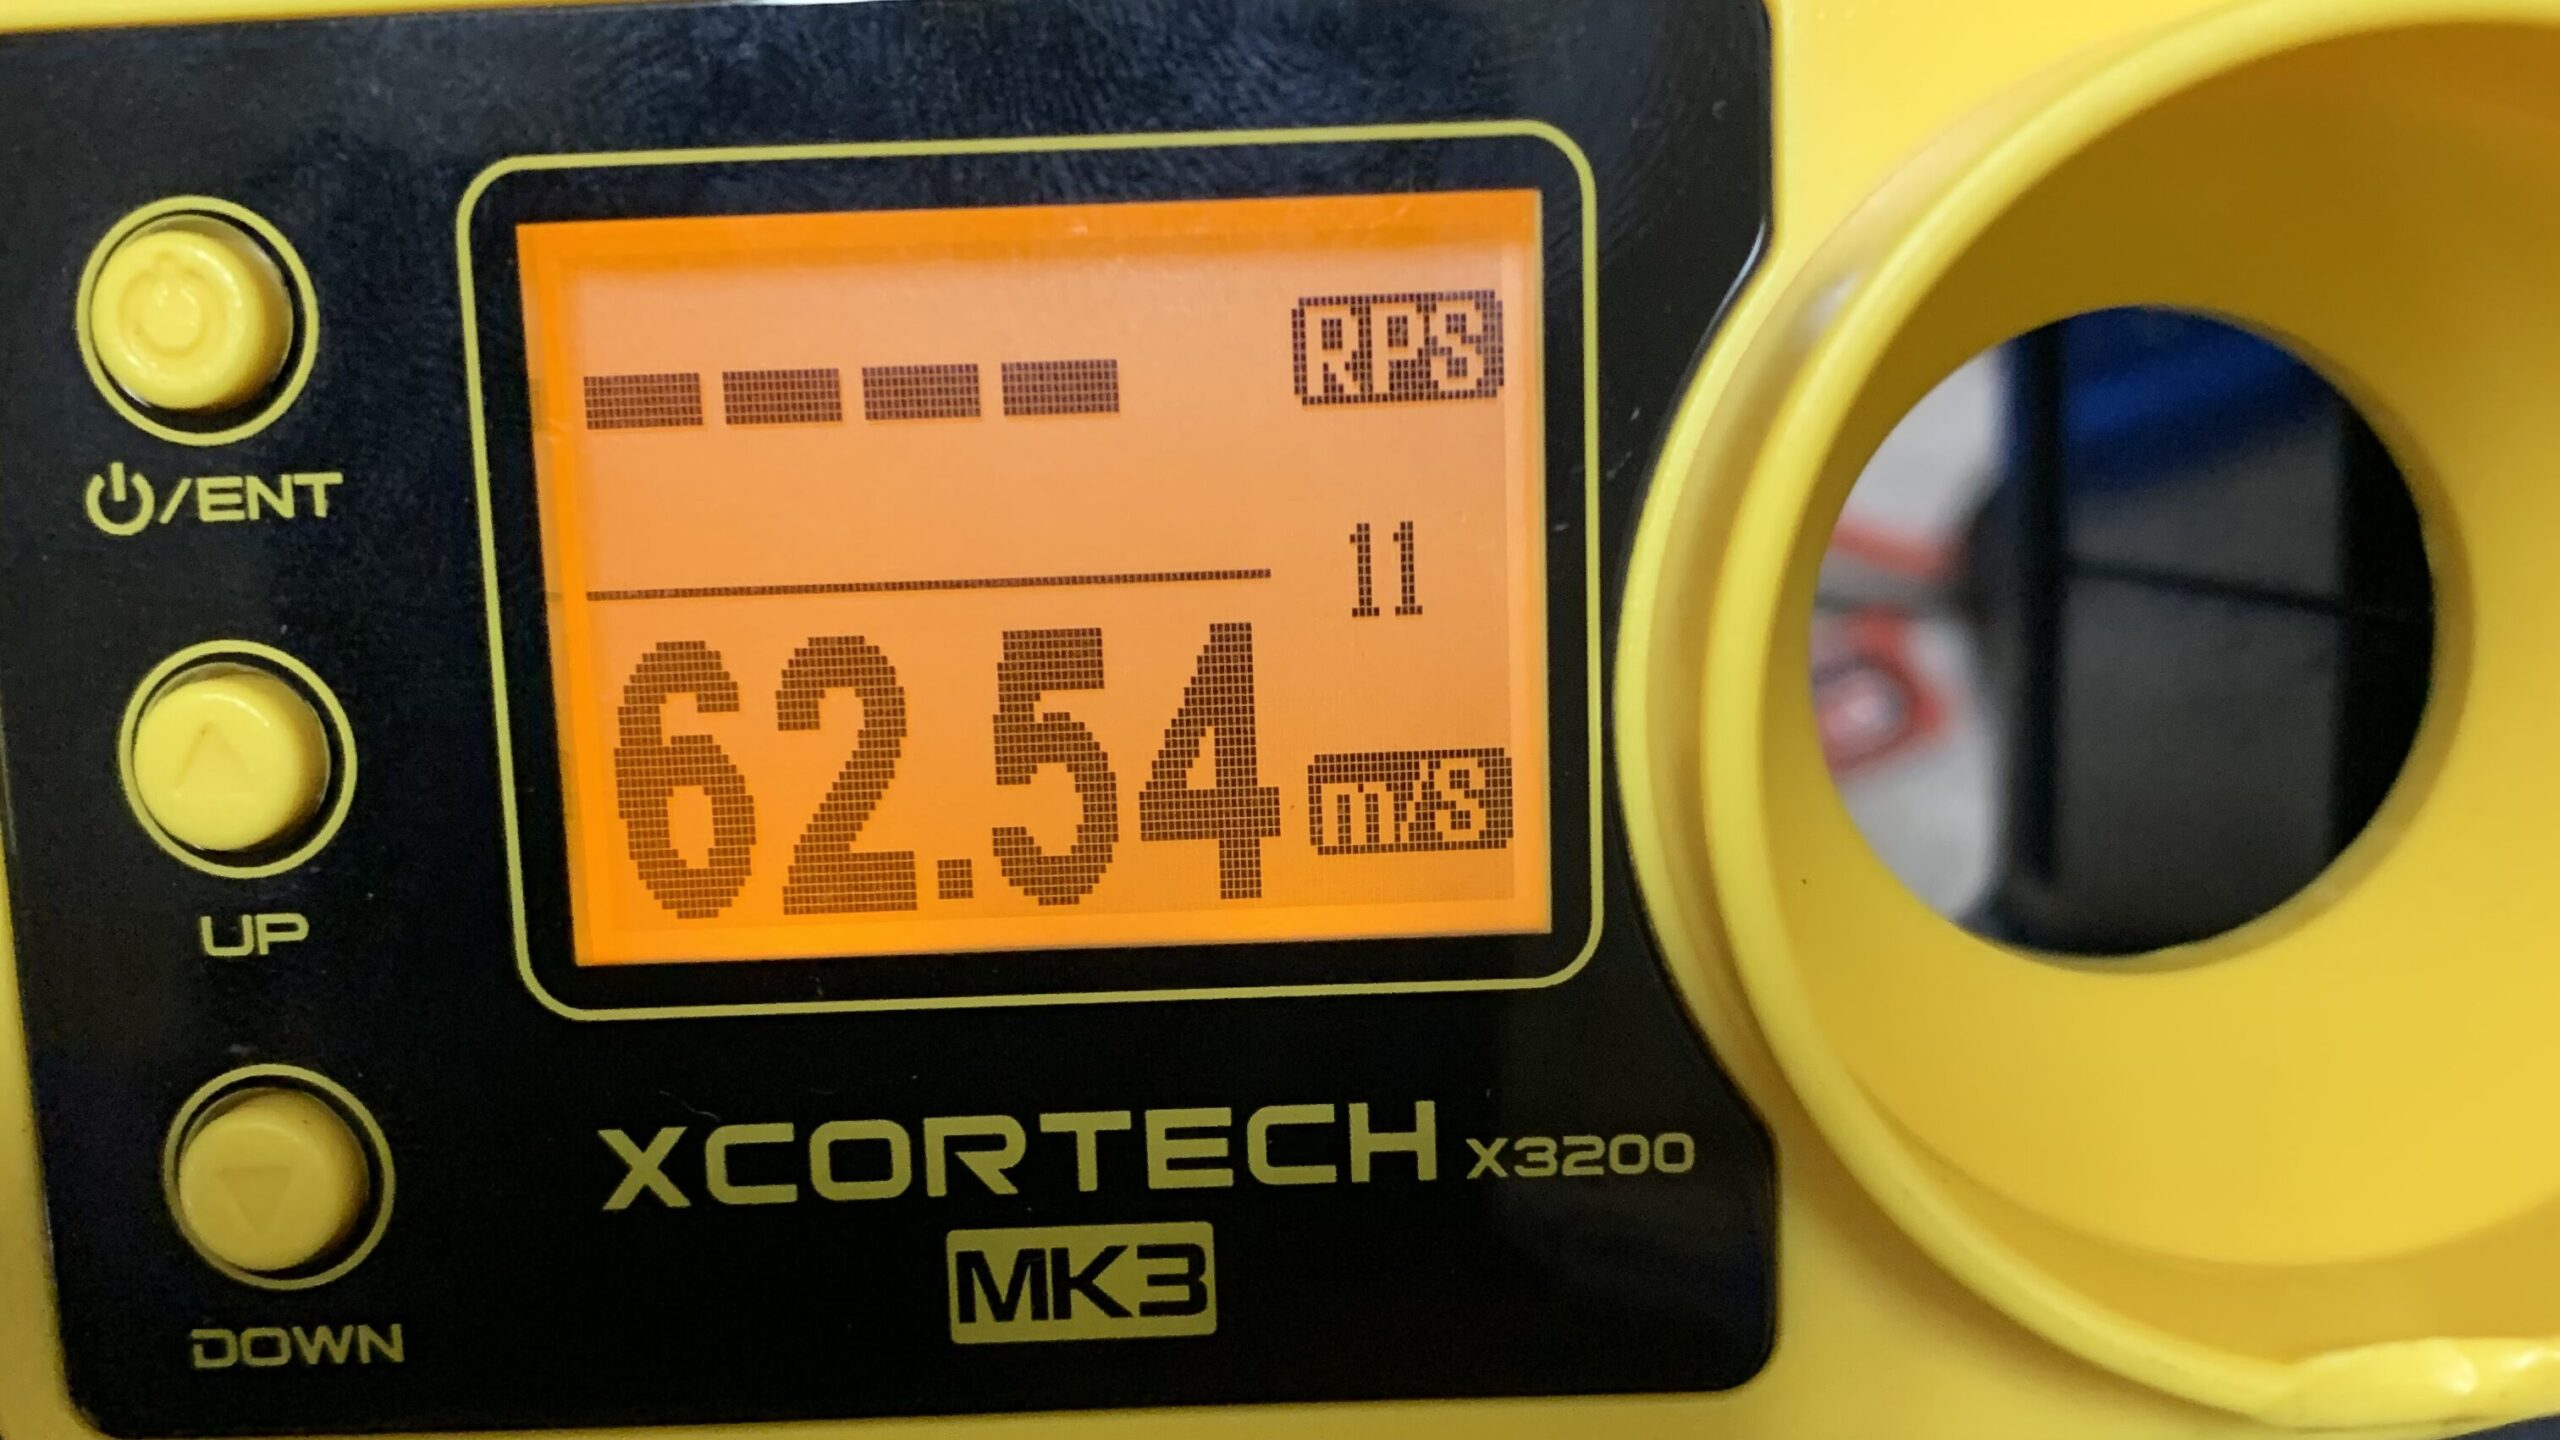 ---- RPS
11
62.54 m/S
⏻/ENT
UP
DOWN
XCORTECH X3200
MK3